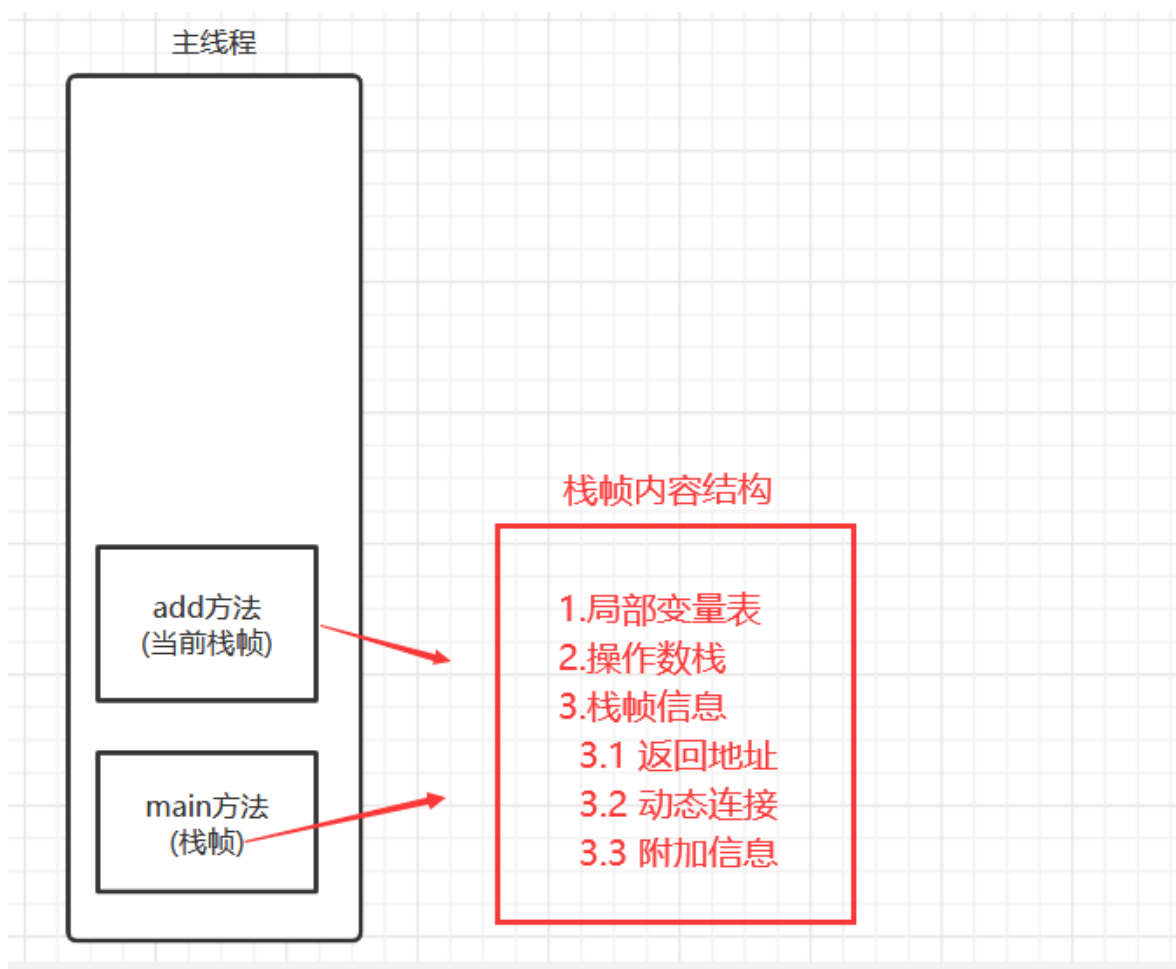 主线程
栈帧内容结构
add方法
(当前栈帧)
main方法
(栈帧)
1.局部变量表
2.操作数栈
3.栈帧信息
3.1 返回地址
3.2 动态连接
3.3 附加信息